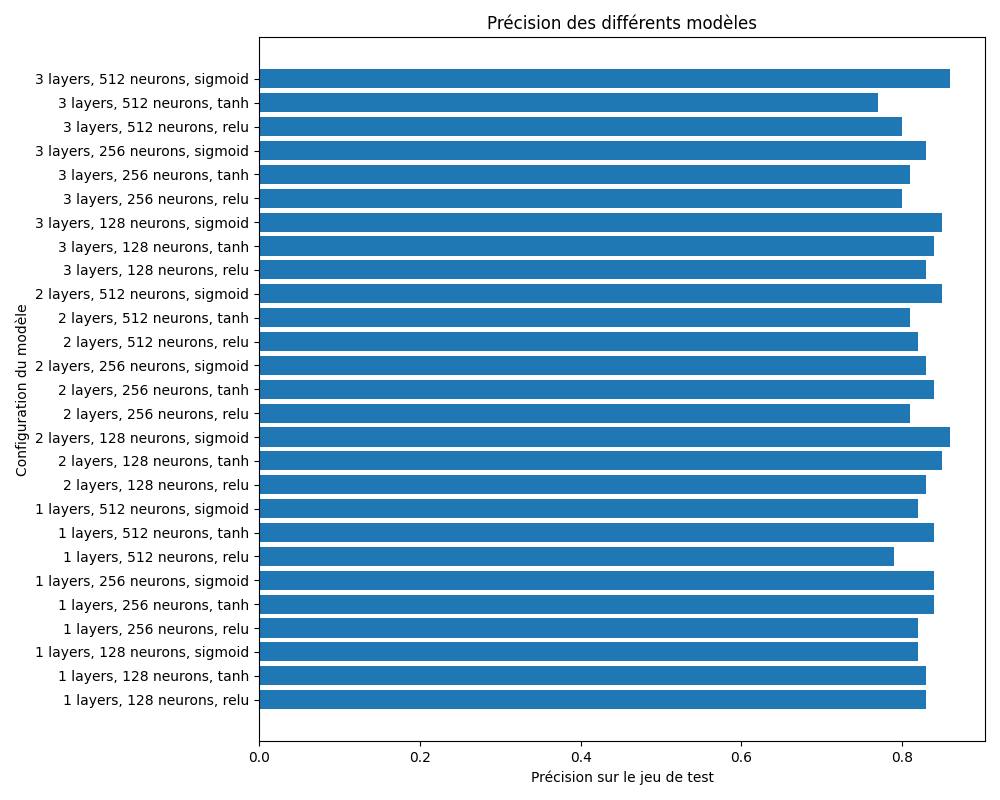 Précision des différents modèles
Configuration du modèle
3 layers, 512 neurons, sigmoid
3 layers, 512 neurons, tanh
3 layers, 512 neurons, relu
3 layers, 256 neurons, sigmoid
3 layers, 256 neurons, tanh
3 layers, 256 neurons, relu
3 layers, 128 neurons, sigmoid
3 layers, 128 neurons, tanh
3 layers, 128 neurons, relu
2 layers, 512 neurons, sigmoid
2 layers, 512 neurons, tanh
2 layers, 512 neurons, relu
2 layers, 256 neurons, sigmoid
2 layers, 256 neurons, tanh
2 layers, 256 neurons, relu
2 layers, 128 neurons, sigmoid
2 layers, 128 neurons, tanh
2 layers, 128 neurons, relu
1 layers, 512 neurons, sigmoid
1 layers, 512 neurons, tanh
1 layers, 512 neurons, relu
1 layers, 256 neurons, sigmoid
1 layers, 256 neurons, tanh
1 layers, 256 neurons, relu
1 layers, 128 neurons, sigmoid
1 layers, 128 neurons, tanh
1 layers, 128 neurons, relu
0.0 0.2 0.4 0.6 0.8
Précision sur le jeu de test